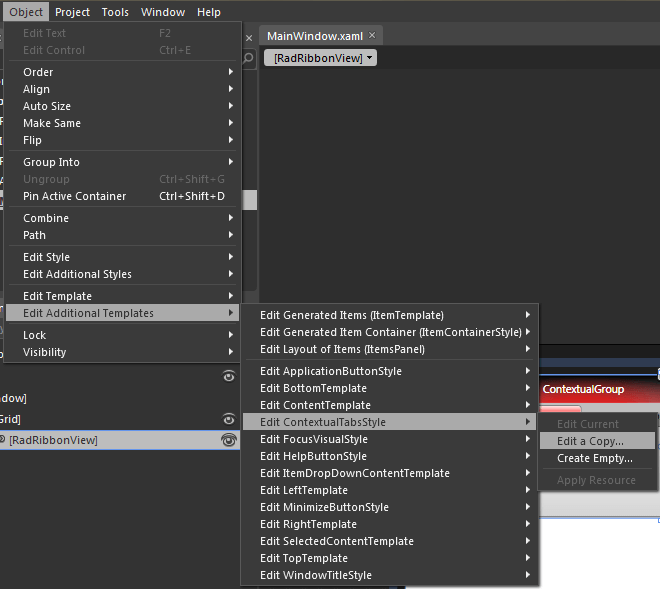 Object Project Tools Window Help
Edit Text F2
Edit Control Ctrl+E
Order
Align
Auto Size
Make Same
Flip
Group Into
Ungroup Ctrl+Shift+G
Pin Active Container Ctrl+Shift+D
Combine
Path
Edit Style
Edit Additional Styles
Edit Template
Edit Additional Templates
Lock
Visibility
MainWindow.xaml ×
[RadRibbonView]
Edit Generated Items (ItemTemplate)
Edit Generated Item Container (ItemContainerStyle)
Edit Layout of Items (ItemsPanel)
Edit ApplicationButtonStyle
Edit BottomTemplate
Edit ContentTemplate
Edit ContextualTabsStyle
Edit FocusVisualStyle
Edit HelpButtonStyle
Edit ItemDropDownContentTemplate
Edit LeftTemplate
Edit MinimizeButtonStyle
Edit RightTemplate
Edit SelectedContentTemplate
Edit TopTemplate
Edit WindowTitleStyle
ContextualGroup
Edit Current
Edit a Copy...
Create Empty...
Apply Resource
ndow]
Grid]
[RadRibbonView]